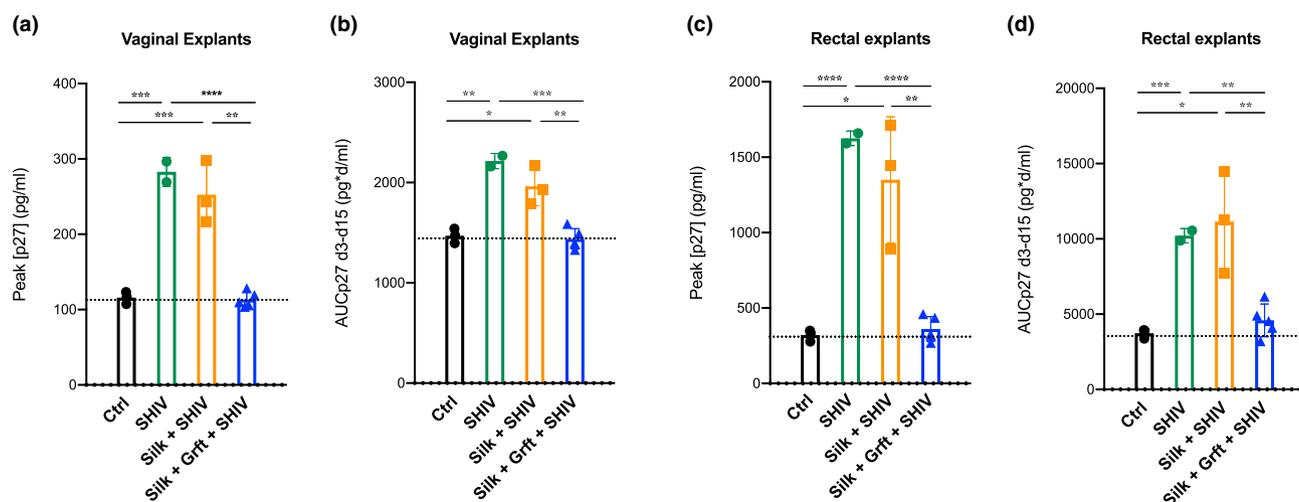 (a)
Vaginal Explants
Peak [p27] (pg/ml)
400
300
200
100
0
*** ****
*** **
Ctrl
SHIV
Silk + SHIV
Silk + Grft + SHIV
(b)
Vaginal Explants
AUCp27 d3-d15 (pg*d/ml)
3000
2000
1000
0
** ***
* **
Ctrl
SHIV
Silk + SHIV
Silk + Grft + SHIV
(c)
Rectal explants
Peak [p27] (pg/ml)
2000
1500
1000
500
0
**** ****
* **
Ctrl
SHIV
Silk + SHIV
Silk + Grft + SHIV
(d)
Rectal explants
AUCp27 d3-d15 (pg*d/ml)
20000
15000
10000
5000
0
*** **
* **
Ctrl
SHIV
Silk + SHIV
Silk + Grft + SHIV